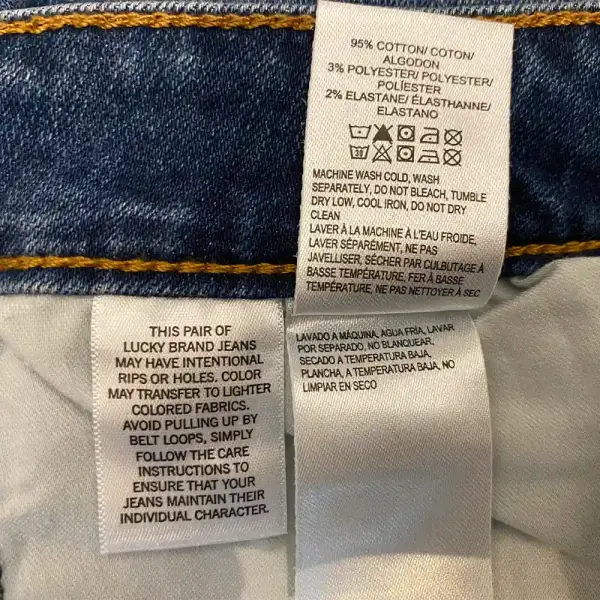 95% COTTON/ COTON/
ALGODON
3% POLYESTER/ POLYESTER/
POLÍESTER
2% ELASTANE/ ÉLASTHANNE/
ELASTANO
30
MACHINE WASH COLD, WASH
SEPARATELY, DO NOT BLEACH, TUMBLE
DRY LOW, COOL IRON, DO NOT DRY
CLEAN
LAVER À LA MACHINE À L'EAU FROIDE,
LAVER SÉPARÉMENT, NE PAS
JAVELLISER, SÉCHER PAR CULBUTAGE À
BASSE TEMPÉRATURE, FER À BASSE
TEMPÉRATURE, NE PAS NETTOYER À SEC
LAVADO A MÁQUINA, AGUA FRÍA, LAVAR
POR SEPARADO, NO BLANQUEAR,
SECADO A TEMPERATURA BAJA,
PLANCHA, A TEMPERATURA BAJA, NO
LIMPIAR EN SECO
THIS PAIR OF
LUCKY BRAND JEANS
MAY HAVE INTENTIONAL
RIPS OR HOLES. COLOR
MAY TRANSFER TO LIGHTER
COLORED FABRICS.
AVOID PULLING UP BY
BELT LOOPS, SIMPLY
FOLLOW THE CARE
INSTRUCTIONS TO
ENSURE THAT YOUR
JEANS MAINTAIN THEIR
INDIVIDUAL CHARACTER.